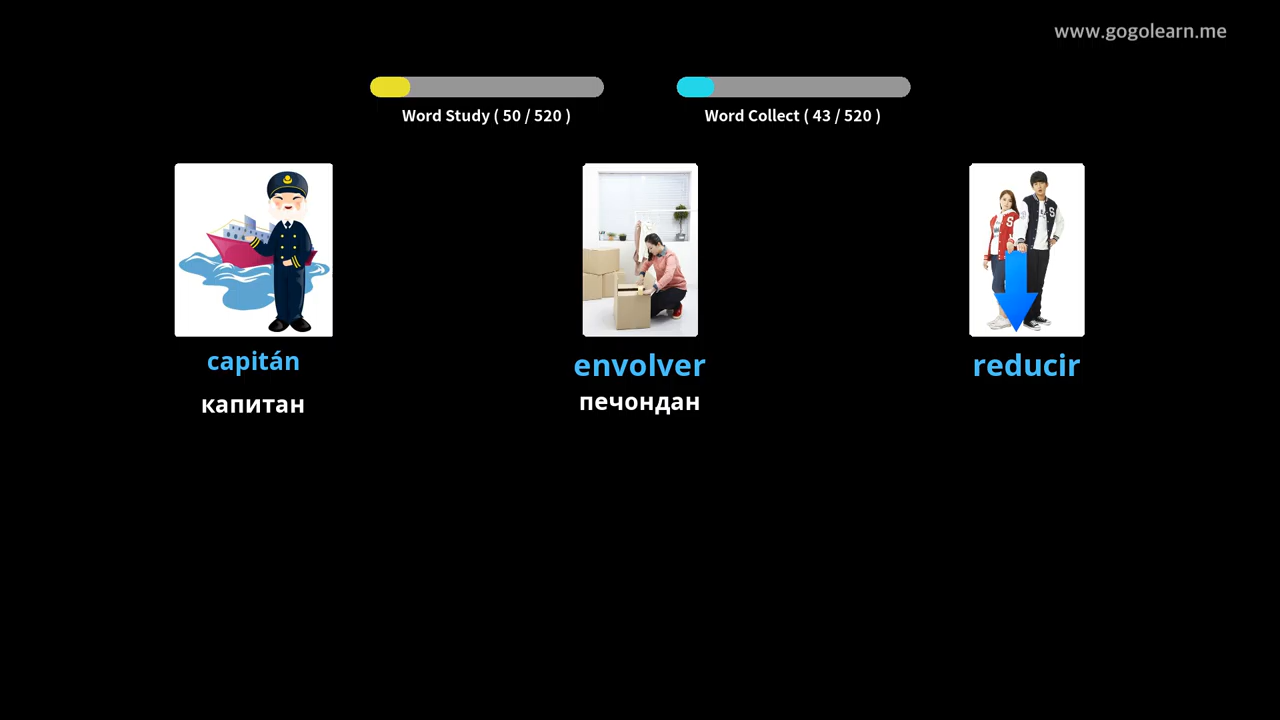 www.gogolearn.me
Word Study ( 50 / 520 )
Word Collect ( 43 / 520 )
capitán
капитан
envolver
печондан
reducir